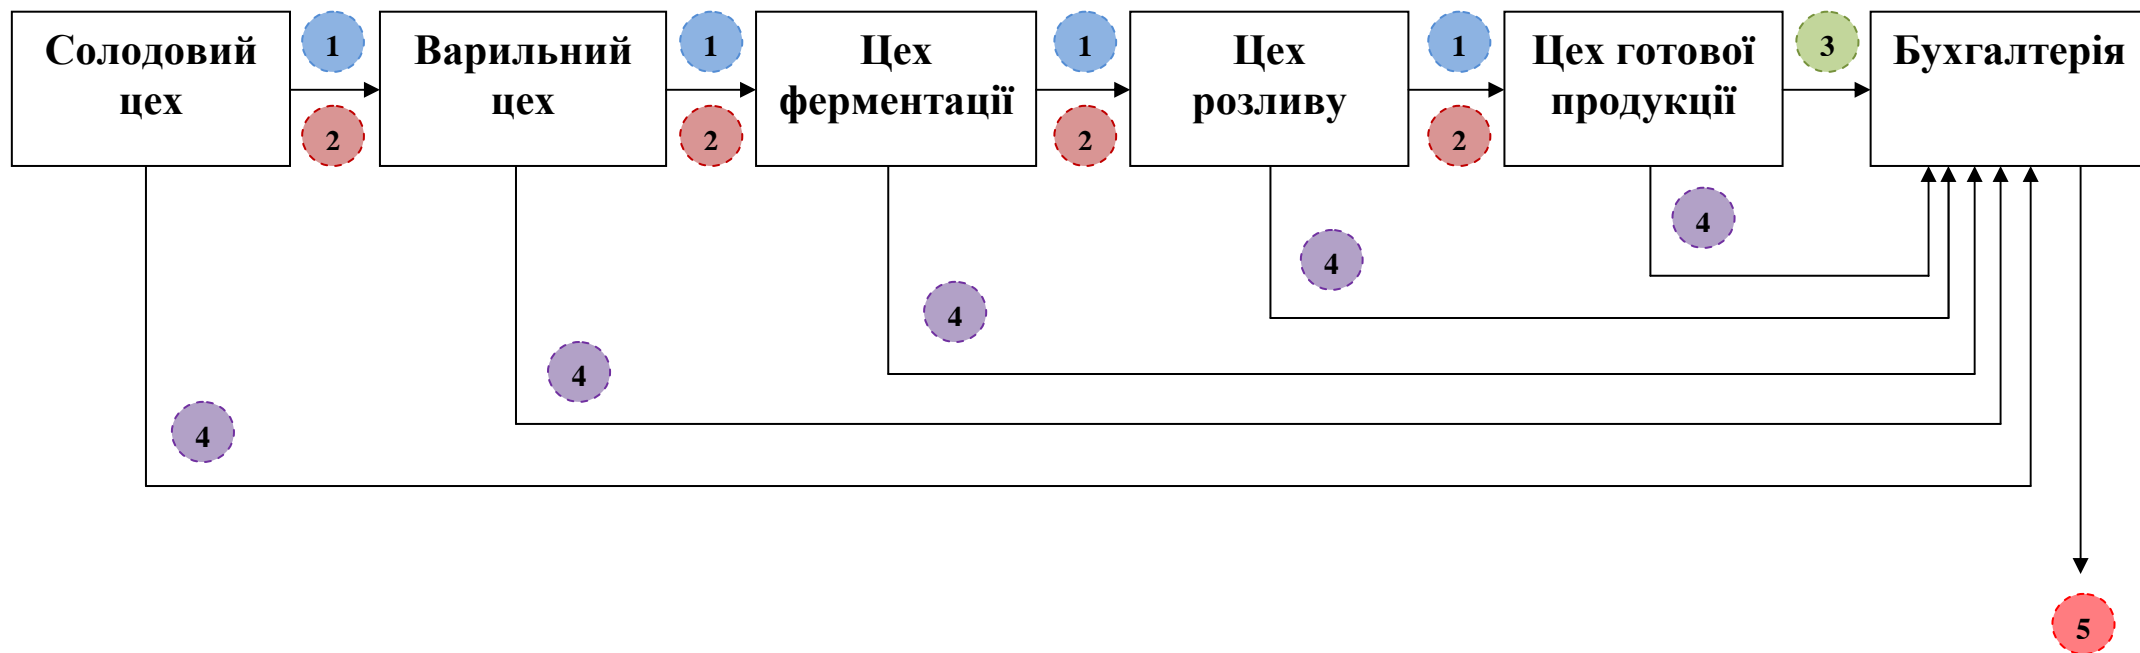 Солодовий
цех
1
2
Варильний
цех
1
2
Цех
ферментації
1
2
Цех
розливу
1
2
Цех готової
продукції
3
Бухгалтерія
4
4
4
4
4
5